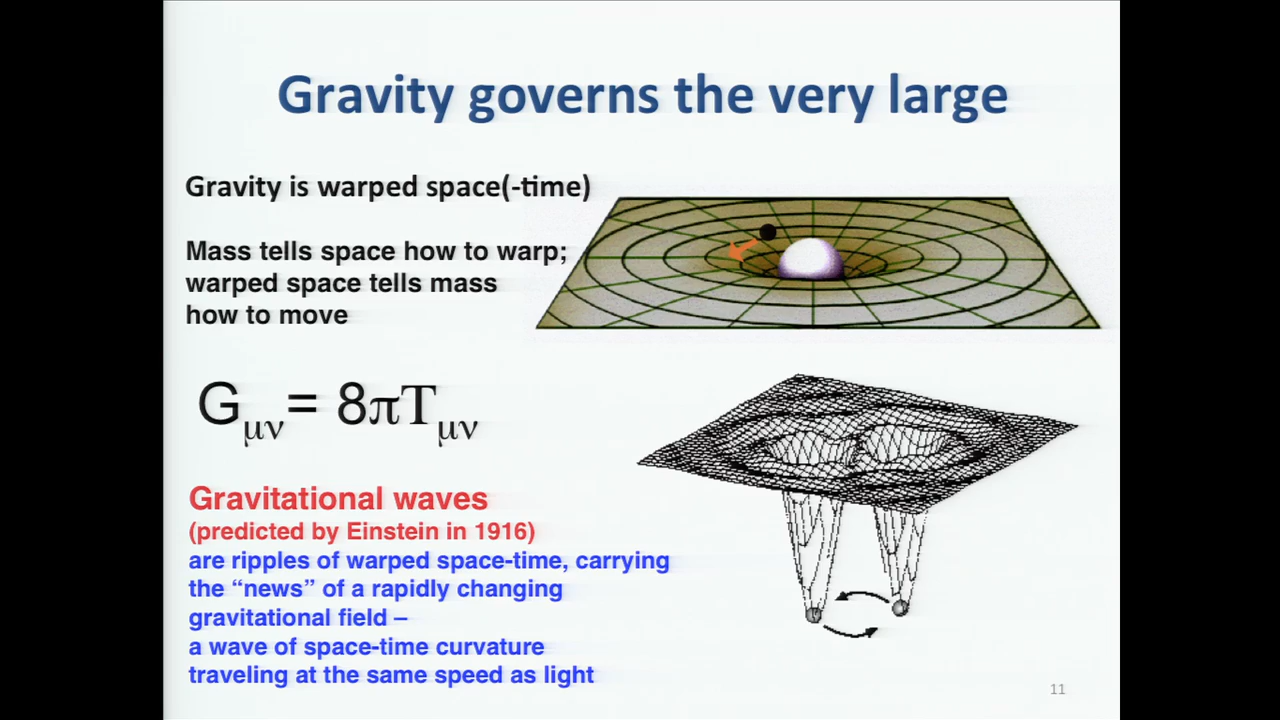 Gravity governs the very large
Gravity is warped space(-time)
Mass tells space how to warp;
warped space tells mass
how to move
Gμν= 8πTμν
Gravitational waves
(predicted by Einstein in 1916)
are ripples of warped space-time, carrying
the “news” of a rapidly changing
gravitational field –
a wave of space-time curvature
traveling at the same speed as light
11